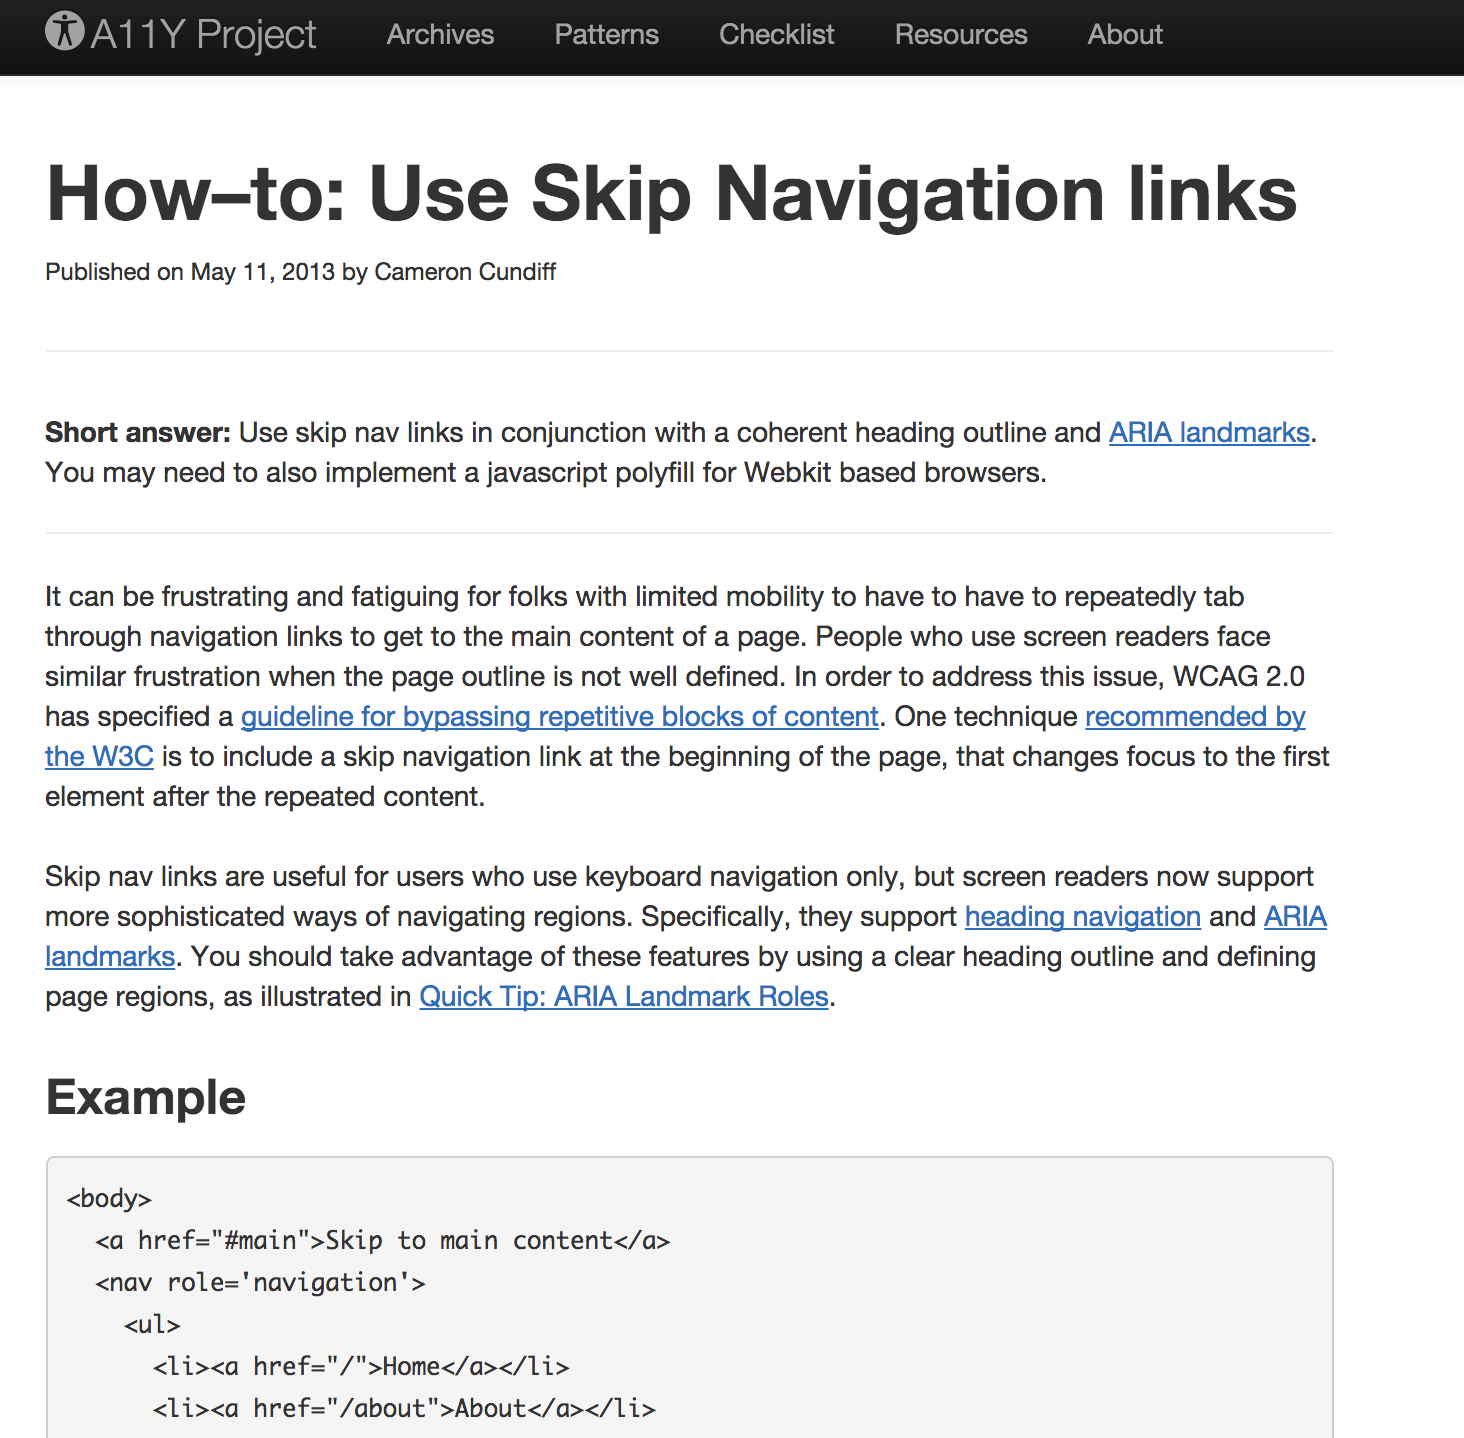 A11Y Project Archives Patterns Checklist Resources About
How–to: Use Skip Navigation links
Published on May 11, 2013 by Cameron Cundiff
Short answer: Use skip nav links in conjunction with a coherent heading outline and ARIA landmarks.
You may need to also implement a javascript polyfill for Webkit based browsers.
It can be frustrating and fatiguing for folks with limited mobility to have to have to repeatedly tab
through navigation links to get to the main content of a page. People who use screen readers face
similar frustration when the page outline is not well defined. In order to address this issue, WCAG 2.0
has specified a guideline for bypassing repetitive blocks of content. One technique recommended by
the W3C is to include a skip navigation link at the beginning of the page, that changes focus to the first
element after the repeated content.
Skip nav links are useful for users who use keyboard navigation only, but screen readers now support
more sophisticated ways of navigating regions. Specifically, they support heading navigation and ARIA
landmarks. You should take advantage of these features by using a clear heading outline and defining
page regions, as illustrated in Quick Tip: ARIA Landmark Roles.
Example
<body>
<a href="#main">Skip to main content</a>
<nav role='navigation'>
<ul>
<li><a href="/">Home</a></li>
<li><a href="/about">About</a></li>